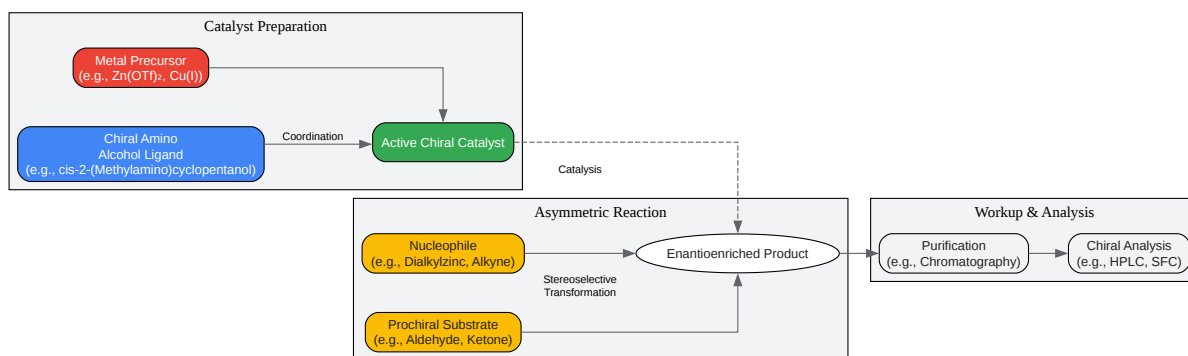 Catalyst Preparation
Metal Precursor
(e.g., Zn(OTf)₂, Cu(I))
Chiral Amino
Alcohol Ligand
(e.g., cis-2-(Methylamino)cyclopentanol)
Coordination
Active Chiral Catalyst
Catalysis
Asymmetric Reaction
Nucleophile
(e.g., Dialkylzinc, Alkyne)
Stereoselective
Transformation
Enantioenriched Product
Prochiral Substrate
(e.g., Aldehyde, Ketone)
Workup & Analysis
Purification
(e.g., Chromatography)
Chiral Analysis
(e.g., HPLC, SFC)